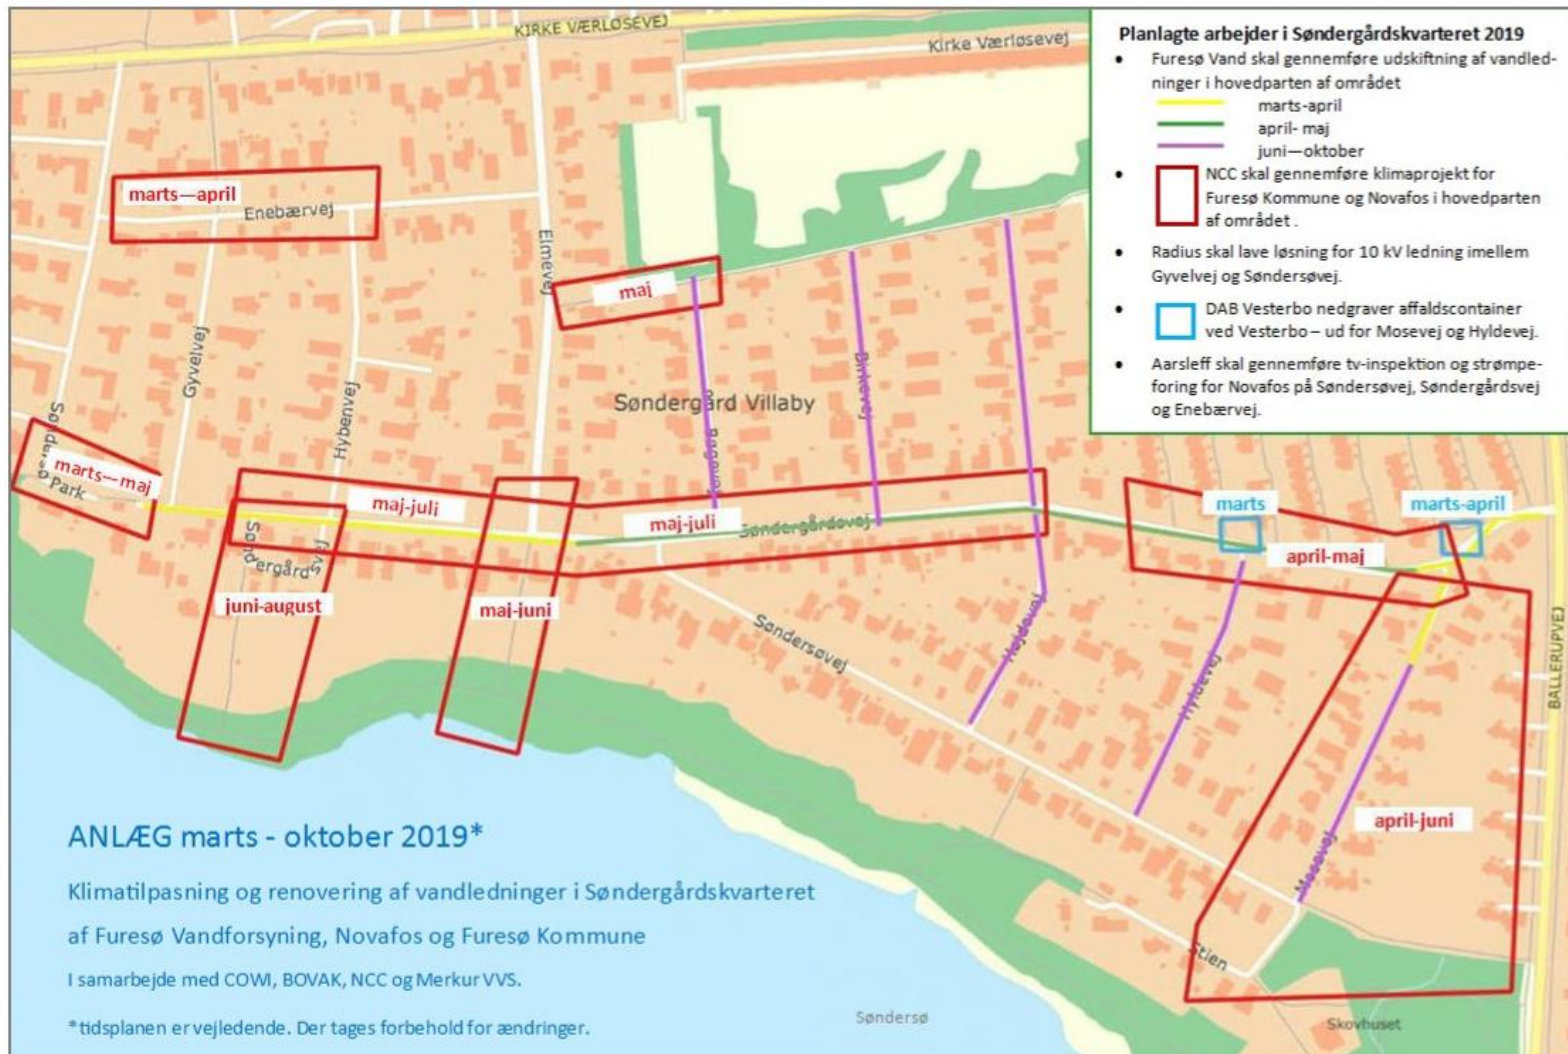 KIRKE VÆRLØSEVEJ
Kirke Værløsevej
Planlagte arbejder i Søndergårdskvarteret 2019
• Furesø Vand skal gennemføre udskiftning af vandled-
ninger i hovedparten af området
marts-april
april- maj
juni—oktober
• NCC skal gennemføre klimaprojekt for
Furesø Kommune og Novafos i hovedparten
af området .
• Radius skal lave løsning for 10 kV ledning imellem
Gyvelvej og Søndersøvej.
• DAB Vesterbo nedgraver affaldscontainer
ved Vesterbo – ud for Mosevej og Hyldevej.
• Aarsleff skal gennemføre tv-inspektion og strømpe-
foring for Novafos på Søndersøvej, Søndergårdsvej
og Enebærvej.
marts—april
Enebærvej
Elmevej
maj
Gyvelvej
Hybenvej
Birkevej
Søndergård Villaby
marts—maj
Park
maj-juli
maj-juli
Søndergårdsvej
marts
marts-april
april-maj
Søndergårdsvej
juni-august
maj-juni
Søndersøvej
Højdevej
Hyldevej
BALLERUPVEJ
april-juni
Mosevej
Stien
Skovhuset
Søndersø
ANLÆG marts - oktober 2019*
Klimatilpasning og renovering af vandledninger i Søndergårdskvarteret
af Furesø Vandforsyning, Novafos og Furesø Kommune
I samarbejde med COWI, BOVAK, NCC og Merkur VVS.
*tidsplanen er vejledende. Der tages forbehold for ændringer.